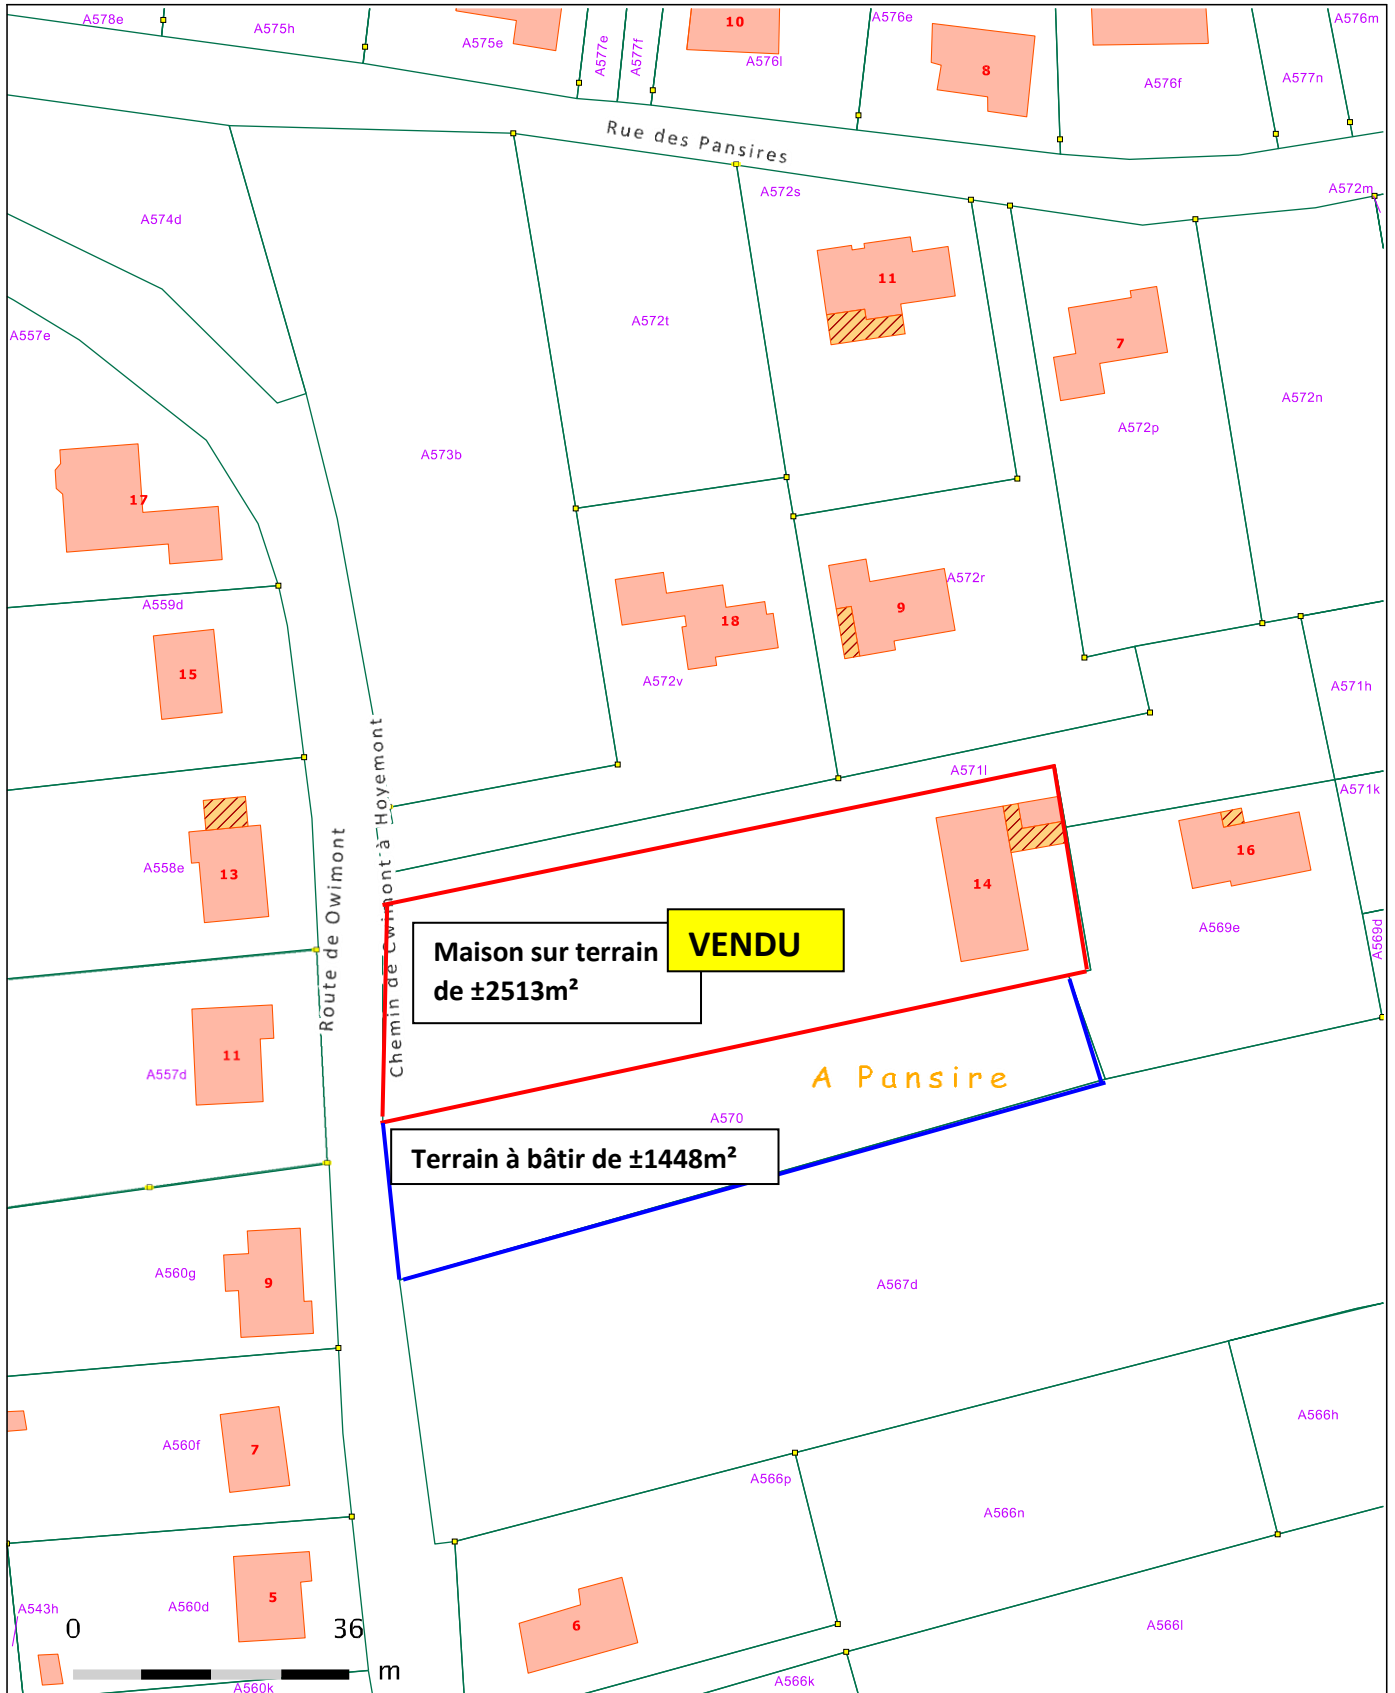 A578e
A575h
A575e
A577e
A577f
10
A576l
A576e
8
A576f
A577n
A576m
Rue des Pansires
A574d
A572s
A572m
A557e
A572t
11
7
A572n
A573b
A572p
17
A559d
15
18
A572v
9
A572r
A571h
Chemin de Owimont à Hoyemont
Route de Owimont
A571l
A571k
A558e
13
14
16
A569e
A569d
Maison sur terrain
de ±2513m²
VENDU
A557d
11
A Pansire
A570
Terrain à bâtir de ±1448m²
A560g
9
A567d
A560f
7
A566p
A566n
A566h
A543h
A560d
5
6
A566l
0
36
m
A560k
A566k